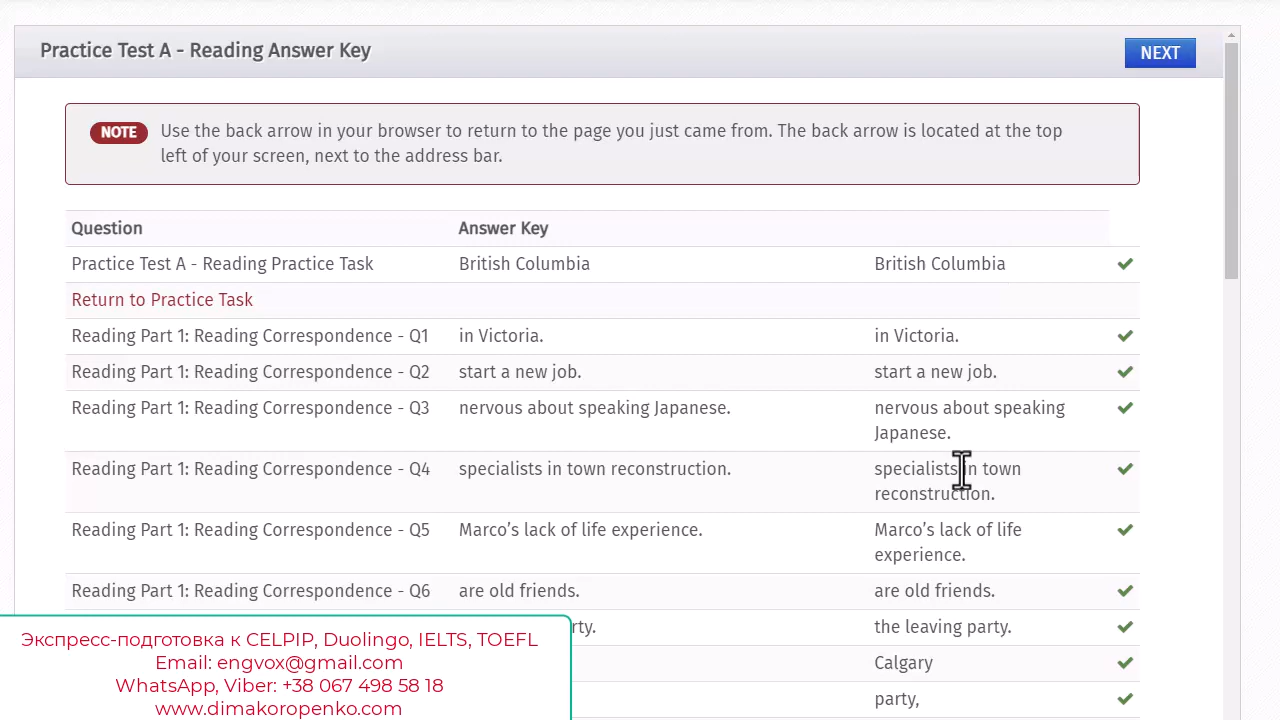 Practice Test A - Reading Answer Key
NEXT
NOTE
Use the back arrow in your browser to return to the page you just came from. The back arrow is located at the top
left of your screen, next to the address bar.
Question Answer Key
Practice Test A - Reading Practice Task British Columbia British Columbia
Return to Practice Task
Reading Part 1: Reading Correspondence - Q1 in Victoria. in Victoria.
Reading Part 1: Reading Correspondence - Q2 start a new job. start a new job.
Reading Part 1: Reading Correspondence - Q3 nervous about speaking Japanese. nervous about speaking
Japanese.
Reading Part 1: Reading Correspondence - Q4 specialists in town reconstruction. specialists in town
reconstruction.
Reading Part 1: Reading Correspondence - Q5 Marco’s lack of life experience. Marco’s lack of life
experience.
Reading Part 1: Reading Correspondence - Q6 are old friends. are old friends.
rty. the leaving party.
Calgary
party,
Экспресс-подготовка к CELPIP, Duolingo, IELTS, TOEFL
Email: engvox@gmail.com
WhatsApp, Viber: +38 067 498 58 18
www.dimakoropenko.com